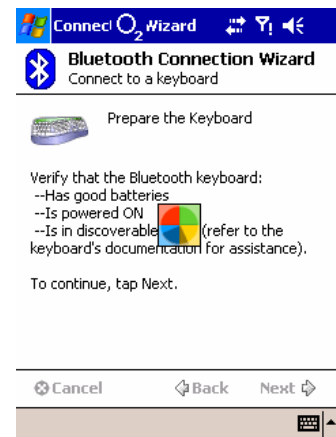 Connect O2 Wizard
Bluetooth Connection Wizard
Connect to a keyboard
Prepare the Keyboard
Verify that the Bluetooth keyboard:
--Has good batteries
--Is powered ON
--Is in discoverable (refer to
keyboard's documentation for assistance).
To continue, tap Next.
Cancel Back Next